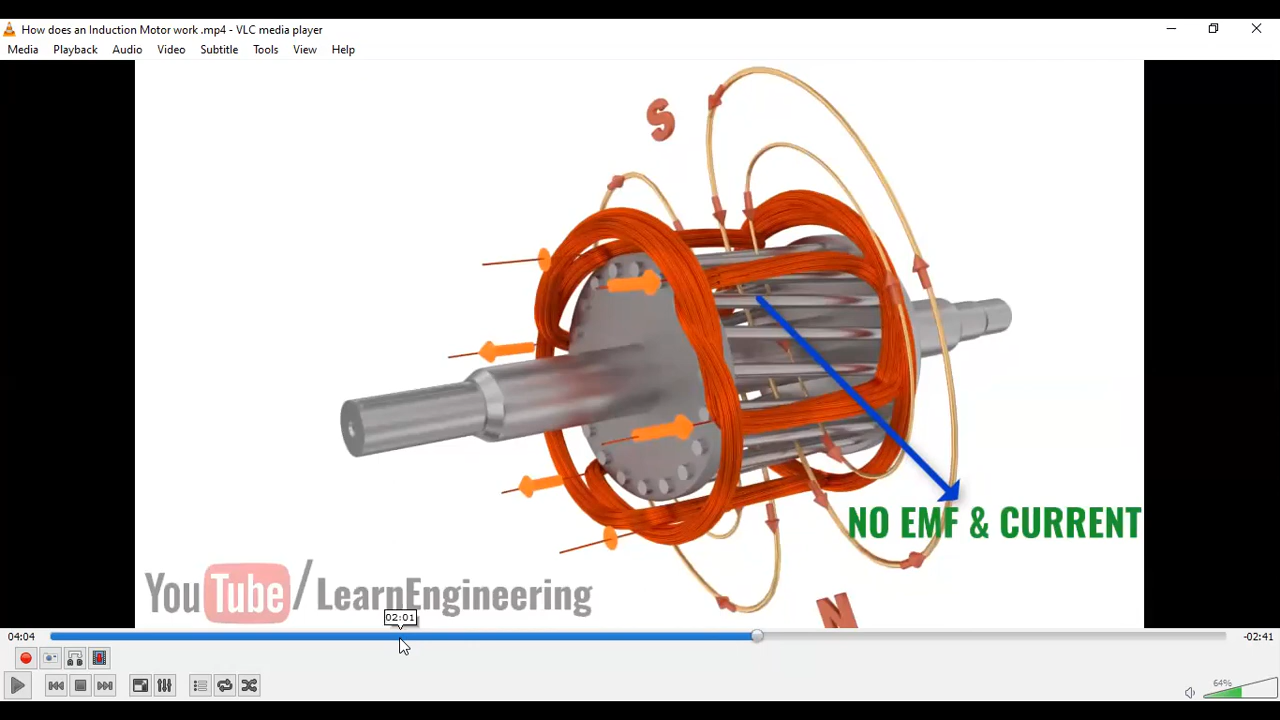 How does an Induction Motor work .mp4 - VLC media player
Media Playback Audio Video Subtitle Tools View Help
S
NO EMF & CURRENT
YouTube/LearnEngineering
N
02:01
04:04
-02:41
64%